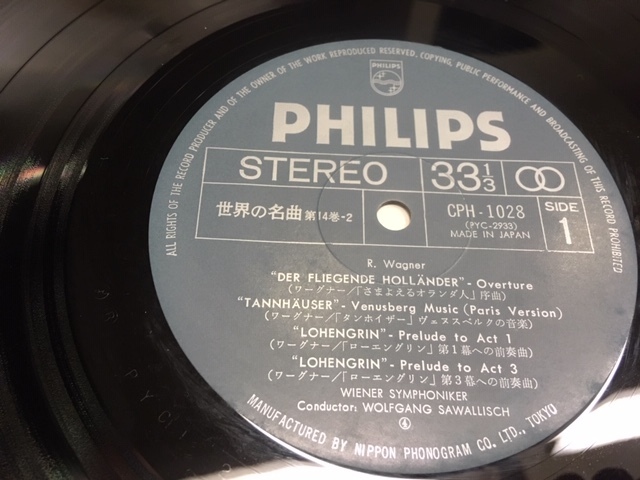 ALL RIGHTS OF THE RECORD PRODUCER AND OF THE OWNER OF THE WORK REPRODUCED RESERVED. COPYING, PUBLIC PERFORMANCE AND BROADCASTING OF THIS RECORD PROHIBITED
PHILIPS
PHILIPS
STEREO 33 1/3
世界の名曲 第14巻-2 CPH-1028 SIDE
(PYC-2933) 1
MADE IN JAPAN
R. Wagner
"DER FLIEGENDE HOLLÄNDER" - Overture
(ワーグナー/「さまよえるオランダ人」序曲)
"TANNHÄUSER" - Venusberg Music (Paris Version)
(ワーグナー/「タンホイザー」ヴェヌスベルクの音楽)
"LOHENGRIN" - Prelude to Act 1
(ワーグナー/「ローエングリン」第1幕への前奏曲)
"LOHENGRIN" - Prelude to Act 3
(ワーグナー/「ローエングリン」第3幕への前奏曲)
WIENER SYMPHONIKER
Conductor: WOLFGANG SAWALLISCH
MANUFACTURED BY NIPPON PHONOGRAM CO. LTD., TOKYO